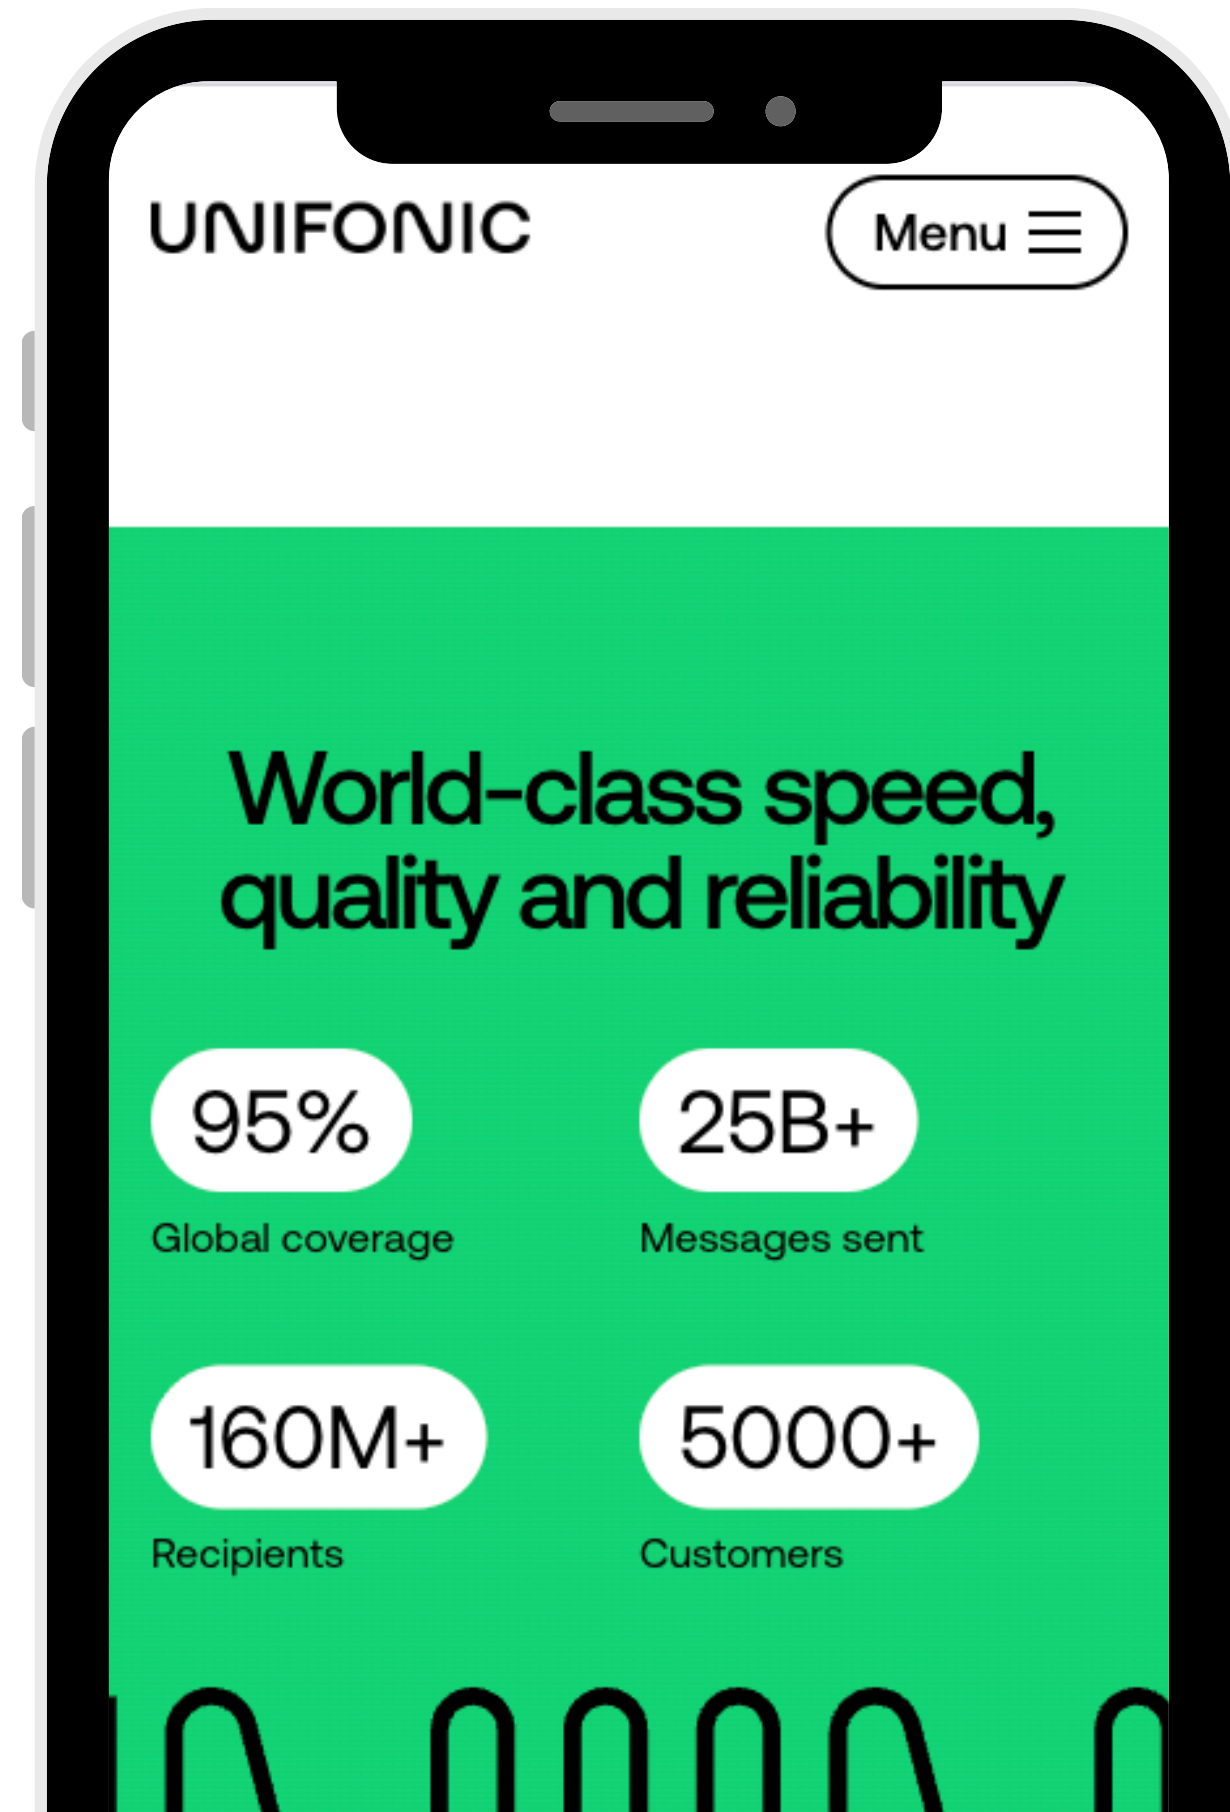 UNIFONIC
Menu
World-class speed,
quality and reliability
95%
25B+
Global coverage
Messages sent
160M+
5000+
Recipients
Customers